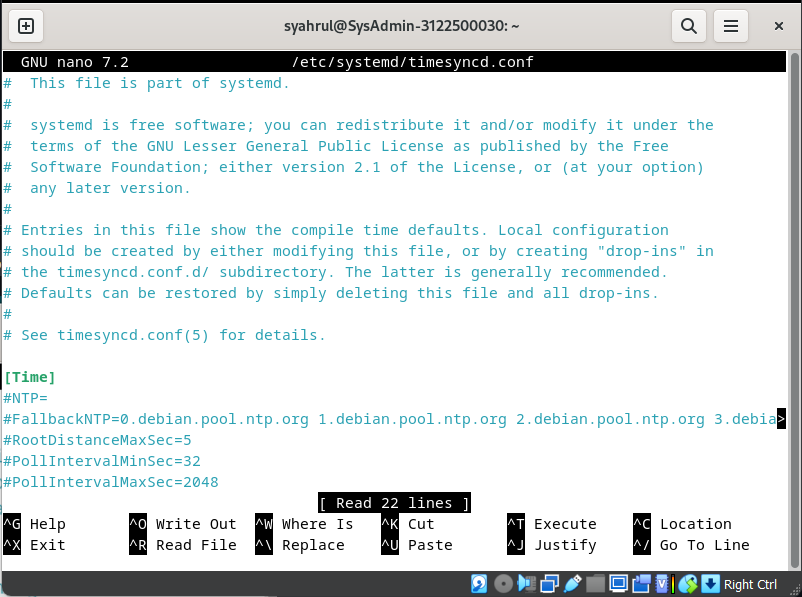 syahrul@SysAdmin-3122500030: ~
GNU nano 7.2 /etc/systemd/timesyncd.conf
#  This file is part of systemd.
#
#  systemd is free software; you can redistribute it and/or modify it under the
#  terms of the GNU Lesser General Public License as published by the Free
#  Software Foundation; either version 2.1 of the License, or (at your option)
#  any later version.
#
# Entries in this file show the compile time defaults. Local configuration
# should be created by either modifying this file, or by creating "drop-ins" in
# the timesyncd.conf.d/ subdirectory. The latter is generally recommended.
# Defaults can be restored by simply deleting this file and all drop-ins.
#
# See timesyncd.conf(5) for details.
[Time]
#NTP=
#FallbackNTP=0.debian.pool.ntp.org 1.debian.pool.ntp.org 2.debian.pool.ntp.org 3.debia>
#RootDistanceMaxSec=5
#PollIntervalMinSec=32
#PollIntervalMaxSec=2048
[ Read 22 lines ]
^G Help ^O Write Out ^W Where Is ^K Cut ^T Execute ^C Location
^X Exit ^R Read File ^\ Replace ^U Paste ^J Justify ^/ Go To Line
Right Ctrl